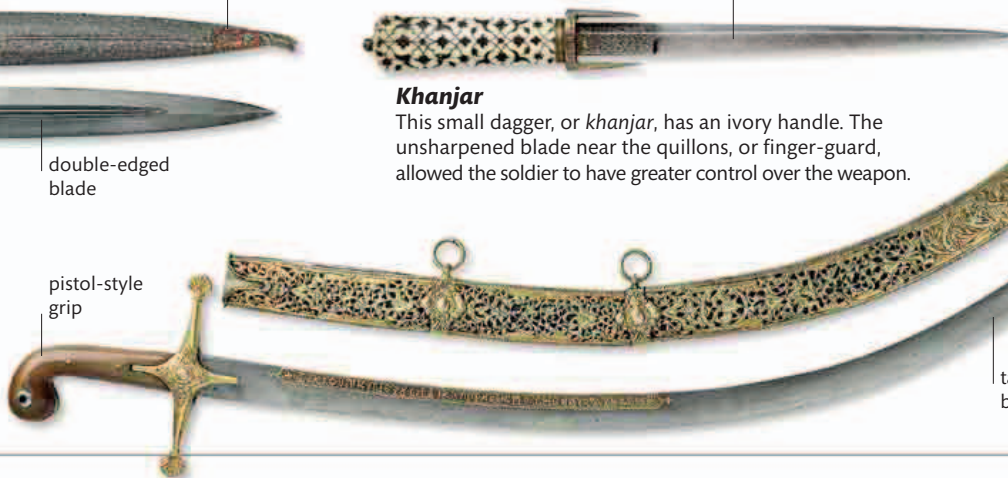 Khanjar
This small dagger, or khanjar, has an ivory handle. The
unsharpened blade near the quillons, or finger-guard,
allowed the soldier to have greater control over the weapon.
double-edged
blade
pistol-style
grip